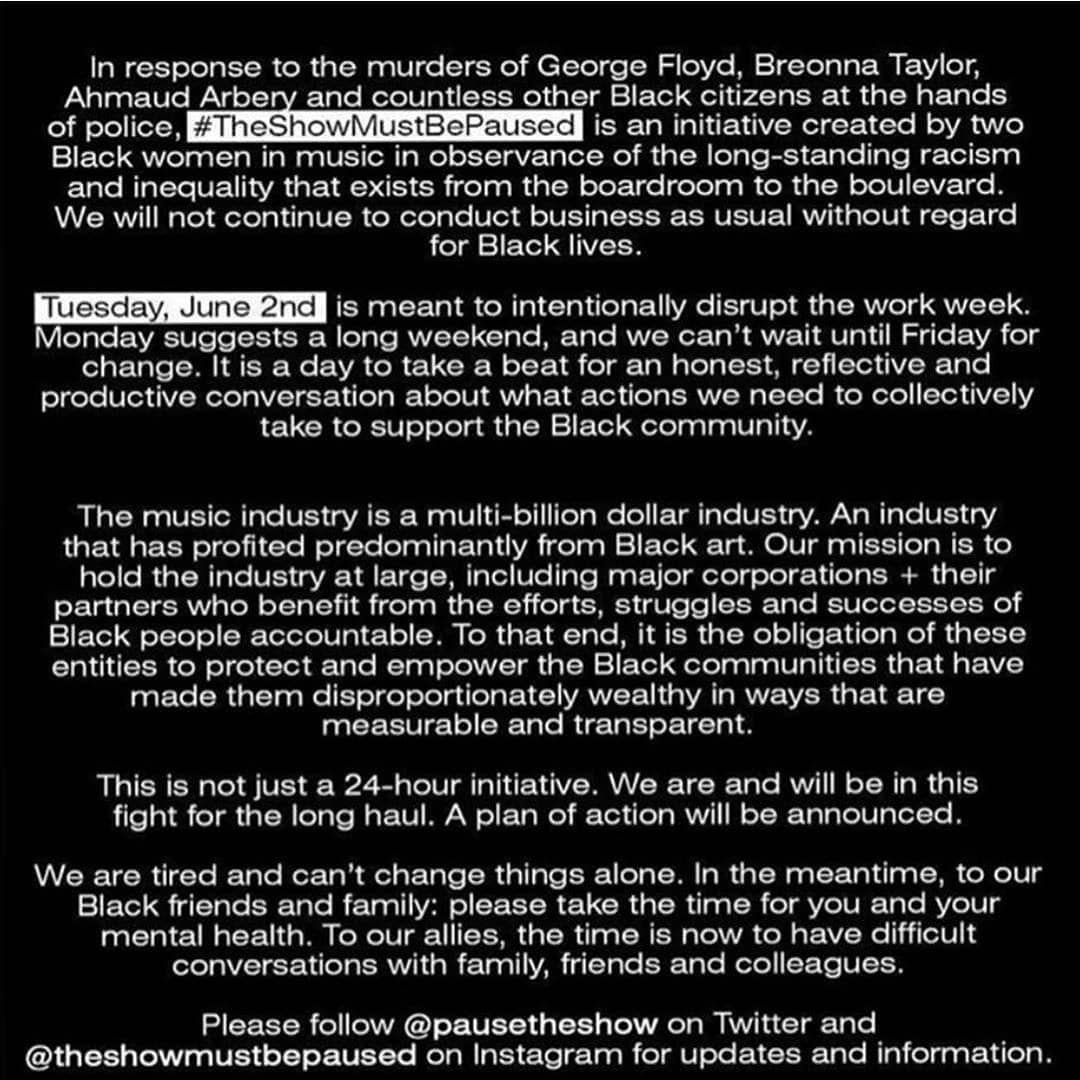 In response to the murders of George Floyd, Breonna Taylor,
Ahmaud Arbery and countless other Black citizens at the hands
of police, #TheShowMustBePaused is an initiative created by two
Black women in music in observance of the long-standing racism
and inequality that exists from the boardroom to the boulevard.
We will not continue to conduct business as usual without regard
for Black lives.
Tuesday, June 2nd is meant to intentionally disrupt the work week.
Monday suggests a long weekend, and we can't wait until Friday for
change. It is a day to take a beat for an honest, reflective and
productive conversation about what actions we need to collectively
take to support the Black community.
The music industry is a multi-billion dollar industry. An industry
that has profited predominantly from Black art. Our mission is to
hold the industry at large, including major corporations + their
partners who benefit from the efforts, struggles and successes of
Black people accountable. To that end, it is the obligation of these
entities to protect and empower the Black communities that have
made them disproportionately wealthy in ways that are
measurable and transparent.
This is not just a 24-hour initiative. We are and will be in this
fight for the long haul. A plan of action will be announced.
We are tired and can't change things alone. In the meantime, to our
Black friends and family: please take the time for you and your
mental health. To our allies, the time is now to have difficult
conversations with family, friends and colleagues.
Please follow @pausetheshow on Twitter and
@theshowmustbepaused on Instagram for updates and information.